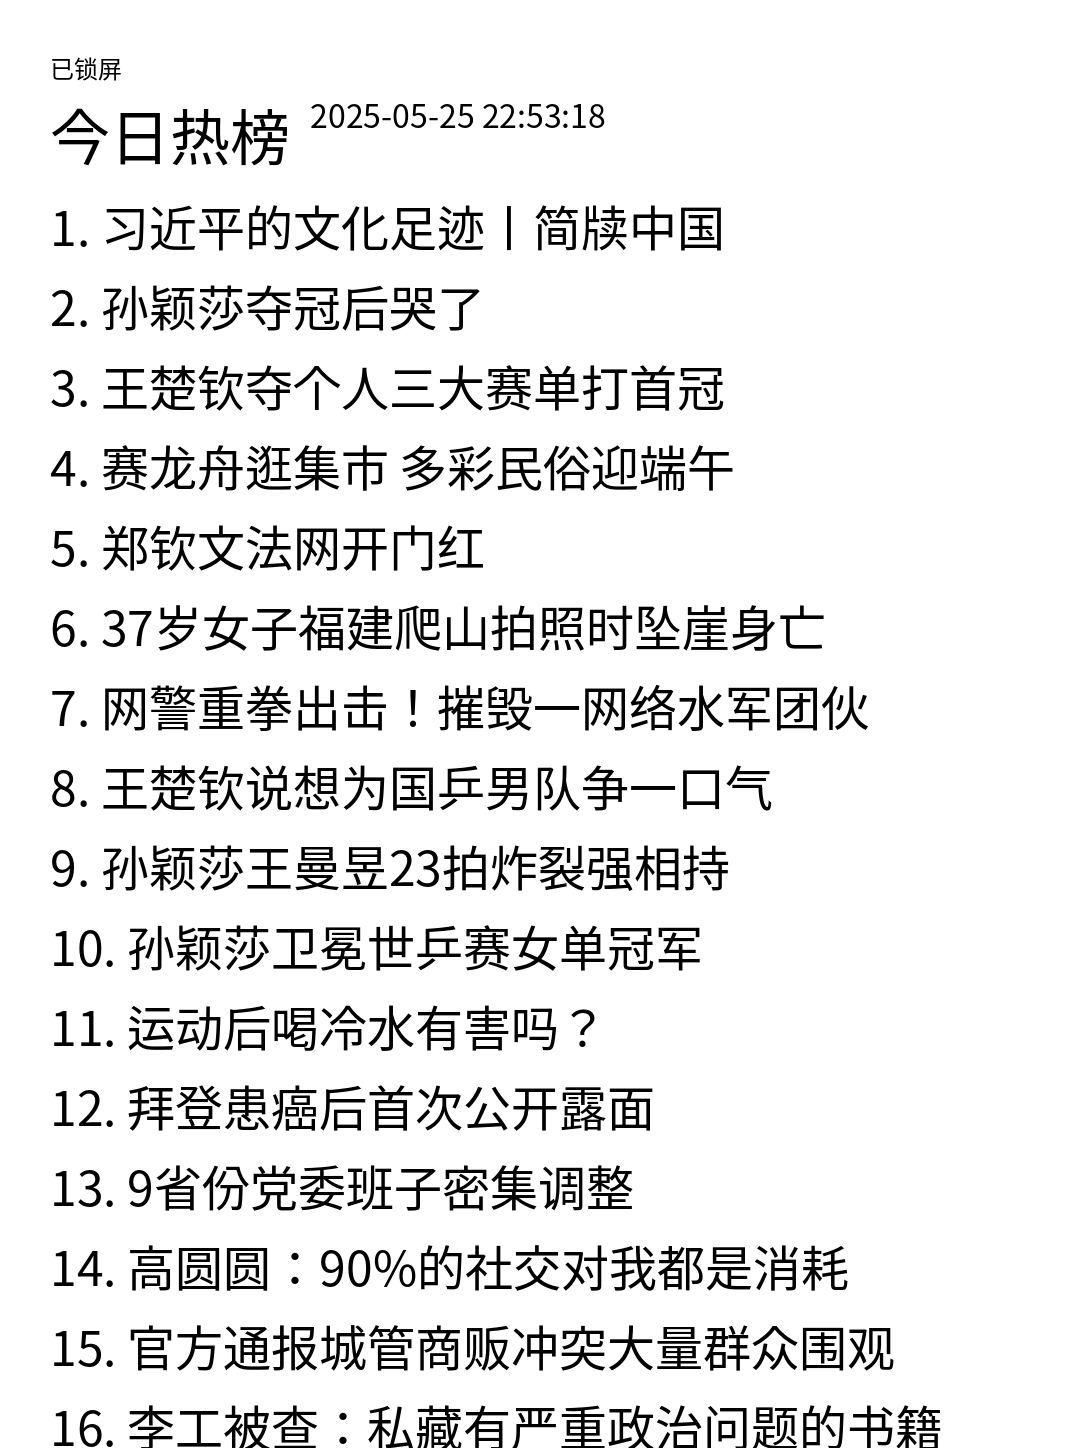 已锁屏
今日热榜 2025-05-25 22:53:18
1. 习近平的文化足迹丨简牍中国
2. 孙颖莎夺冠后哭了
3. 王楚钦夺个人三大赛单打首冠
4. 赛龙舟逛集市 多彩民俗迎端午
5. 郑钦文法网开门红
6. 37岁女子福建爬山拍照时坠崖身亡
7. 网警重拳出击！摧毁一网络水军团伙
8. 王楚钦说想为国乒男队争一口气
9. 孙颖莎王曼昱23拍炸裂强相持
10. 孙颖莎卫冕世乒赛女单冠军
11. 运动后喝冷水有害吗？
12. 拜登患癌后首次公开露面
13. 9省份党委班子密集调整
14. 高圆圆：90%的社交对我都是消耗
15. 官方通报城管商贩冲突大量群众围观
16. 李工被查：私藏有严重政治问题的书籍